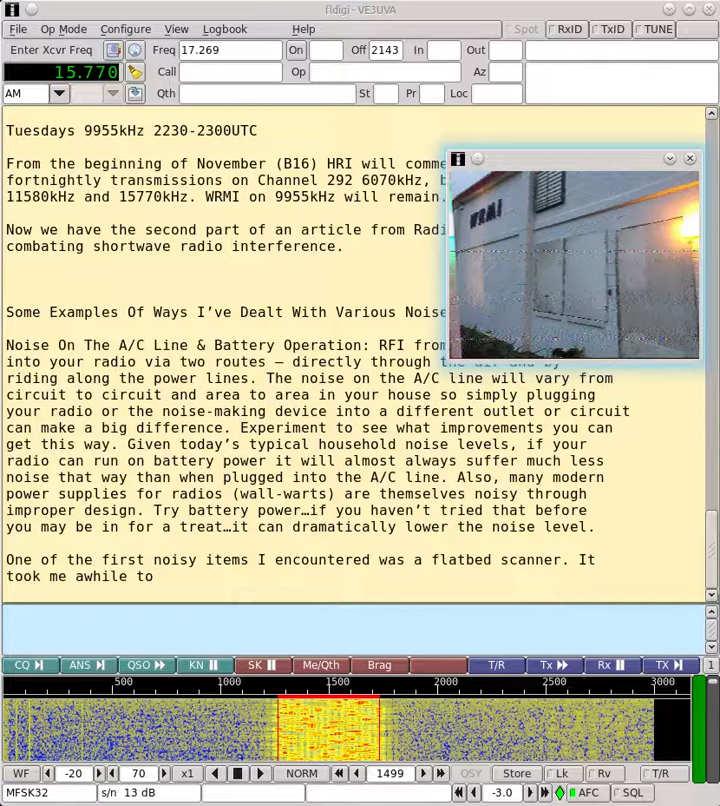 fldigi - VE3UVA
File Op Mode Configure View Logbook Help Spot RxID TxID TUNE
Enter Xcvr Freq Freq 17.269 On Off 2143 In Out
15.770 Call Op Az
AM Qth St Pr Loc
Tuesdays 9955kHz 2230-2300UTC
From the beginning of November (B16) HRI will comme
fortnightly transmissions on Channel 292 6070kHz, b
11580kHz and 15770kHz. WRMI on 9955kHz will remain.
WRMI
Now we have the second part of an article from Radi
combating shortwave radio interference.
Some Examples Of Ways I’ve Dealt With Various Noise
Noise On The A/C Line & Battery Operation: RFI from
into your radio via two routes – directly through the air and by
riding along the power lines. The noise on the A/C line will vary from
circuit to circuit and area to area in your house so simply plugging
your radio or the noise-making device into a different outlet or circuit
can make a big difference. Experiment to see what improvements you can
get this way. Given today’s typical household noise levels, if your
radio can run on battery power it will almost always suffer much less
noise that way than when plugged into the A/C line. Also, many modern
power supplies for radios (wall-warts) are themselves noisy through
improper design. Try battery power…if you haven’t tried that before
you may be in for a treat…it can dramatically lower the noise level.
One of the first noisy items I encountered was a flatbed scanner. It
took me awhile to
CQ ANS QSO KN SK Me/Qth Brag T/R Tx Rx TX 1
500 1000 1500 2000 2500 3000
WF -20 70 x1 NORM 1499 QSY Store Lk Rv T/R
MFSK32 s/n 13 dB -3.0 AFC SQL